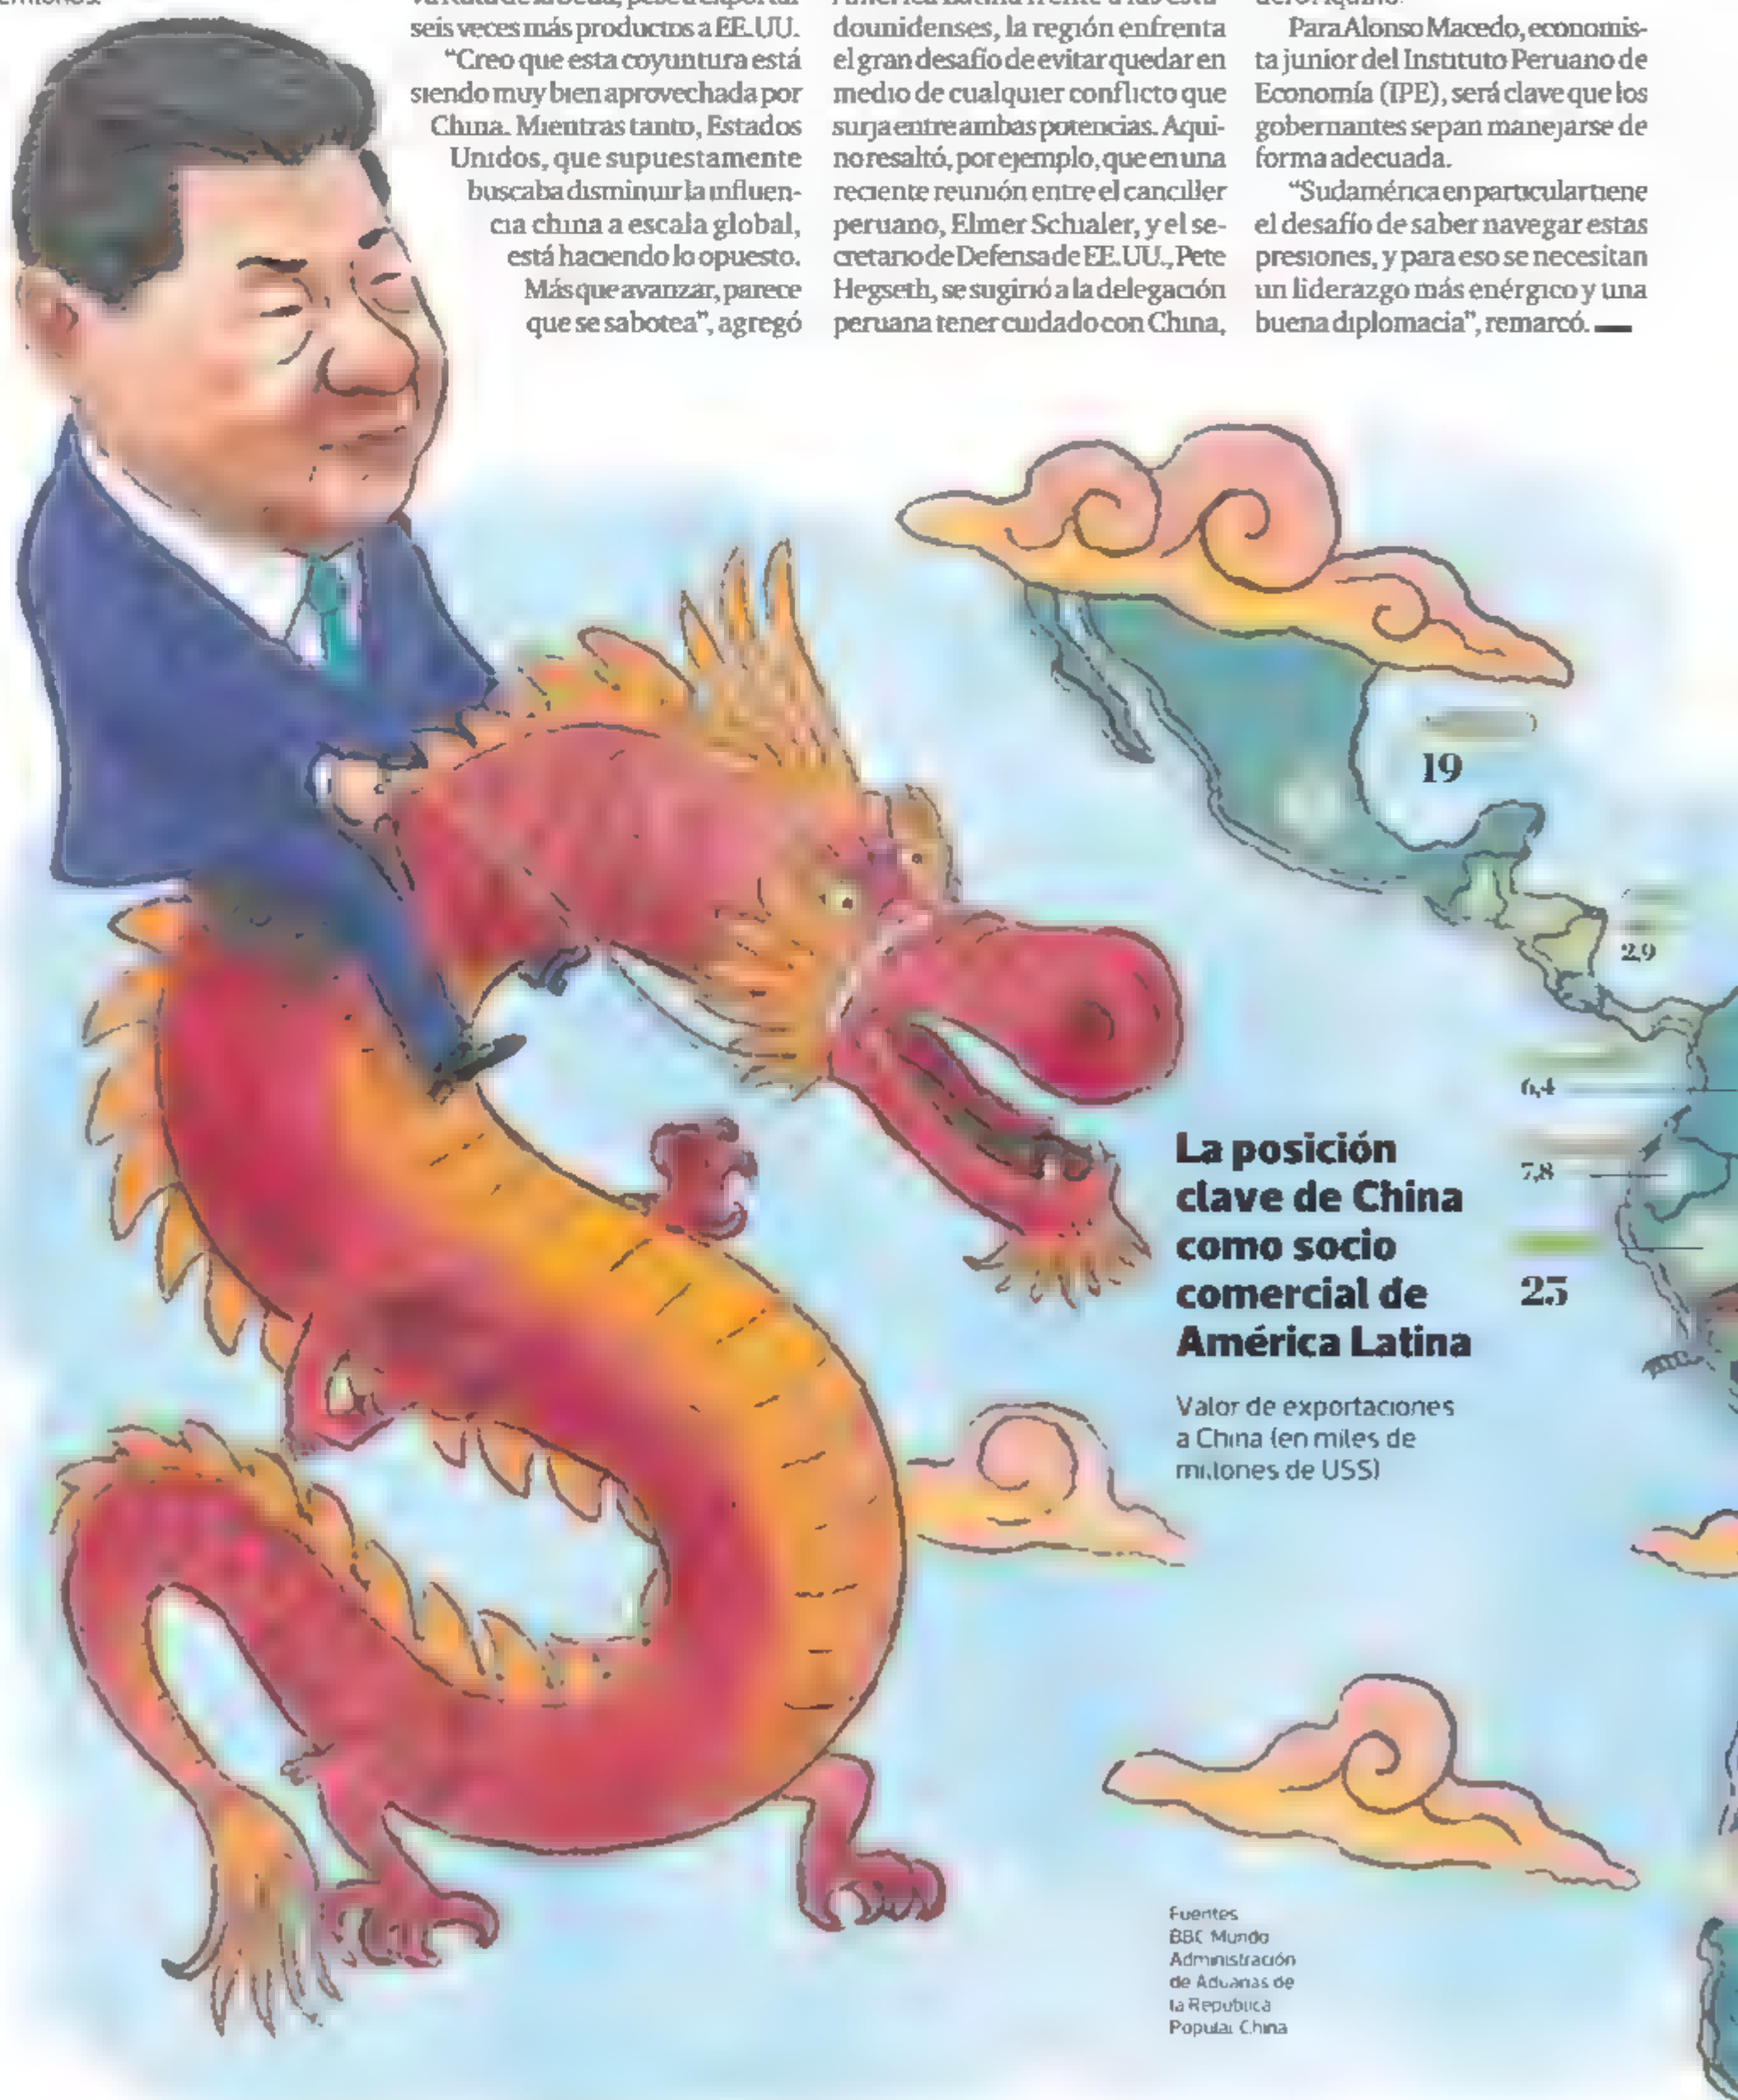 seis veces más productos a EE.UU.
“Creo que esta coyuntura está
siendo muy bien aprovechada por
China. Mientras tanto, Estados
Unidos, que supuestamente
buscaba disminuir la influen-
cia china a escala global,
está haciendo lo opuesto.
Más que avanzar, parece
que se sabotea”, agregó
dounidenses, la región enfrenta
el gran desafío de evitar quedar en
medio de cualquier conflicto que
surja entre ambas potencias. Aqui-
no resaltó, por ejemplo, que en una
reciente reunión entre el canciller
peruano, Elmer Schialer, y el se-
cretario de Defensa de EE.UU., Pete
Hegseth, se sugirió a la delegación
peruana tener cuidado con China,
Para Alonso Macedo, economis-
ta junior del Instituto Peruano de
Economía (IPE), será clave que los
gobernantes sepan manejarse de
forma adecuada.
“Sudamérica en particular tiene
el desafío de saber navegar estas
presiones, y para eso se necesitan
un liderazgo más enérgico y una
buena diplomacia”, remarcó.
19
2,9
6,4
7,8
25
La posición
clave de China
como socio
comercial de
América Latina
Valor de exportaciones
a China (en miles de
millones de US$)
Fuentes
BBC Mundo
Administración
de Aduanas de
la República
Popular China